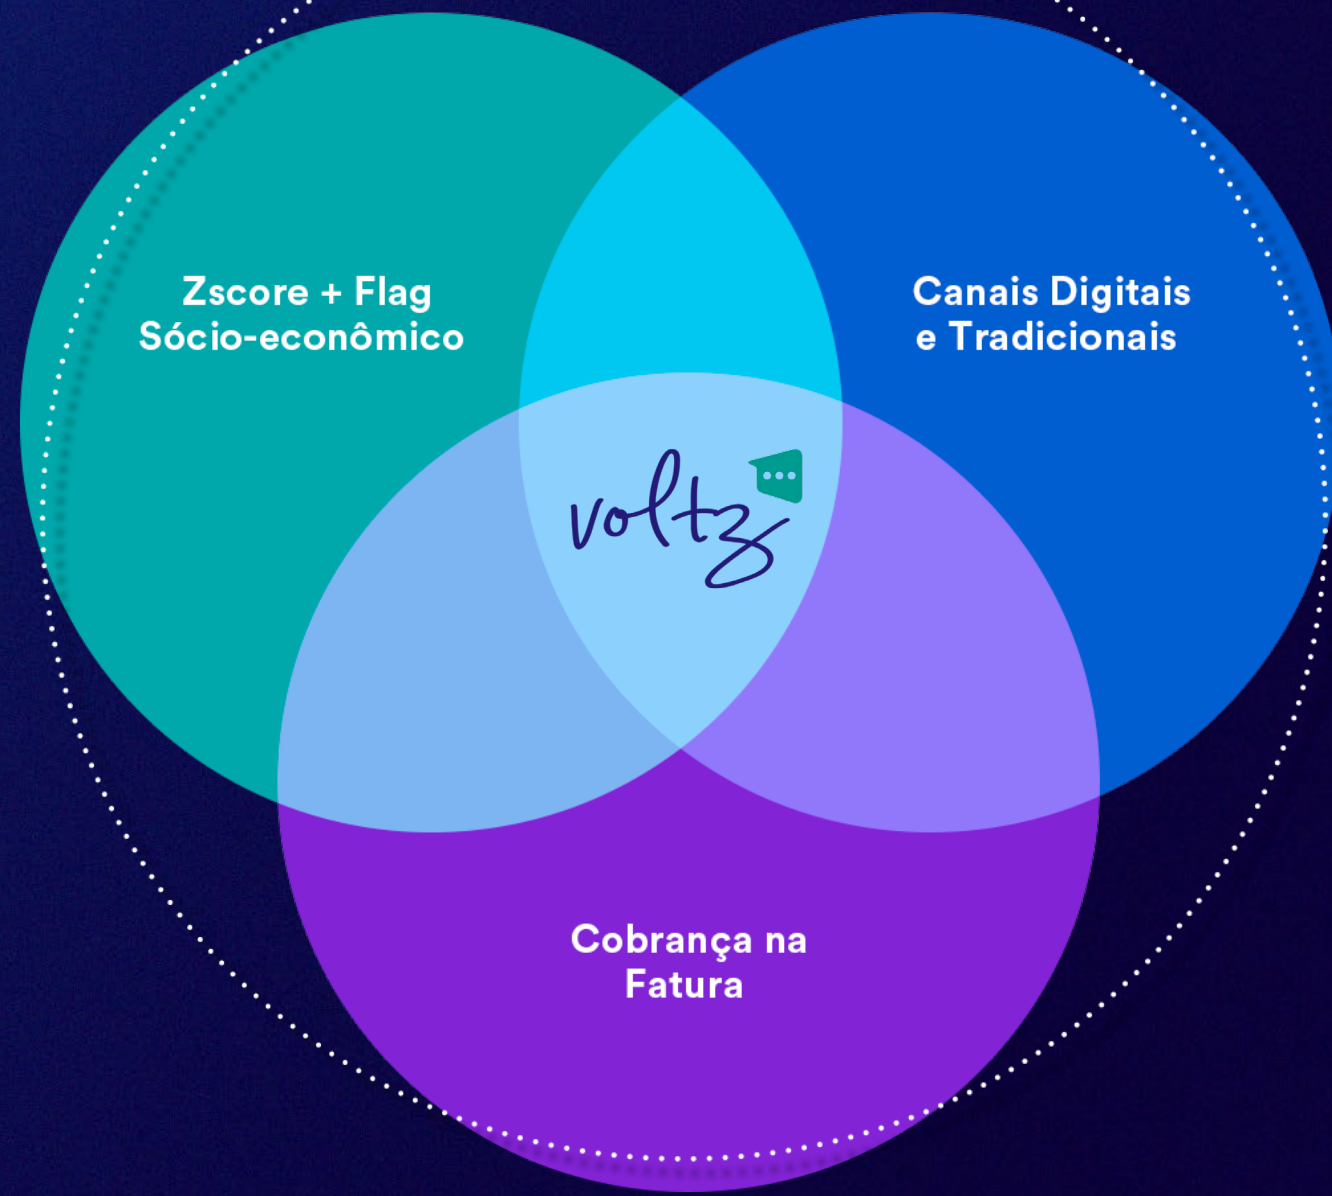 Zscore + Flag
Sócio-econômico
Canais Digitais
e Tradicionais
voltz
Cobrança na
Fatura